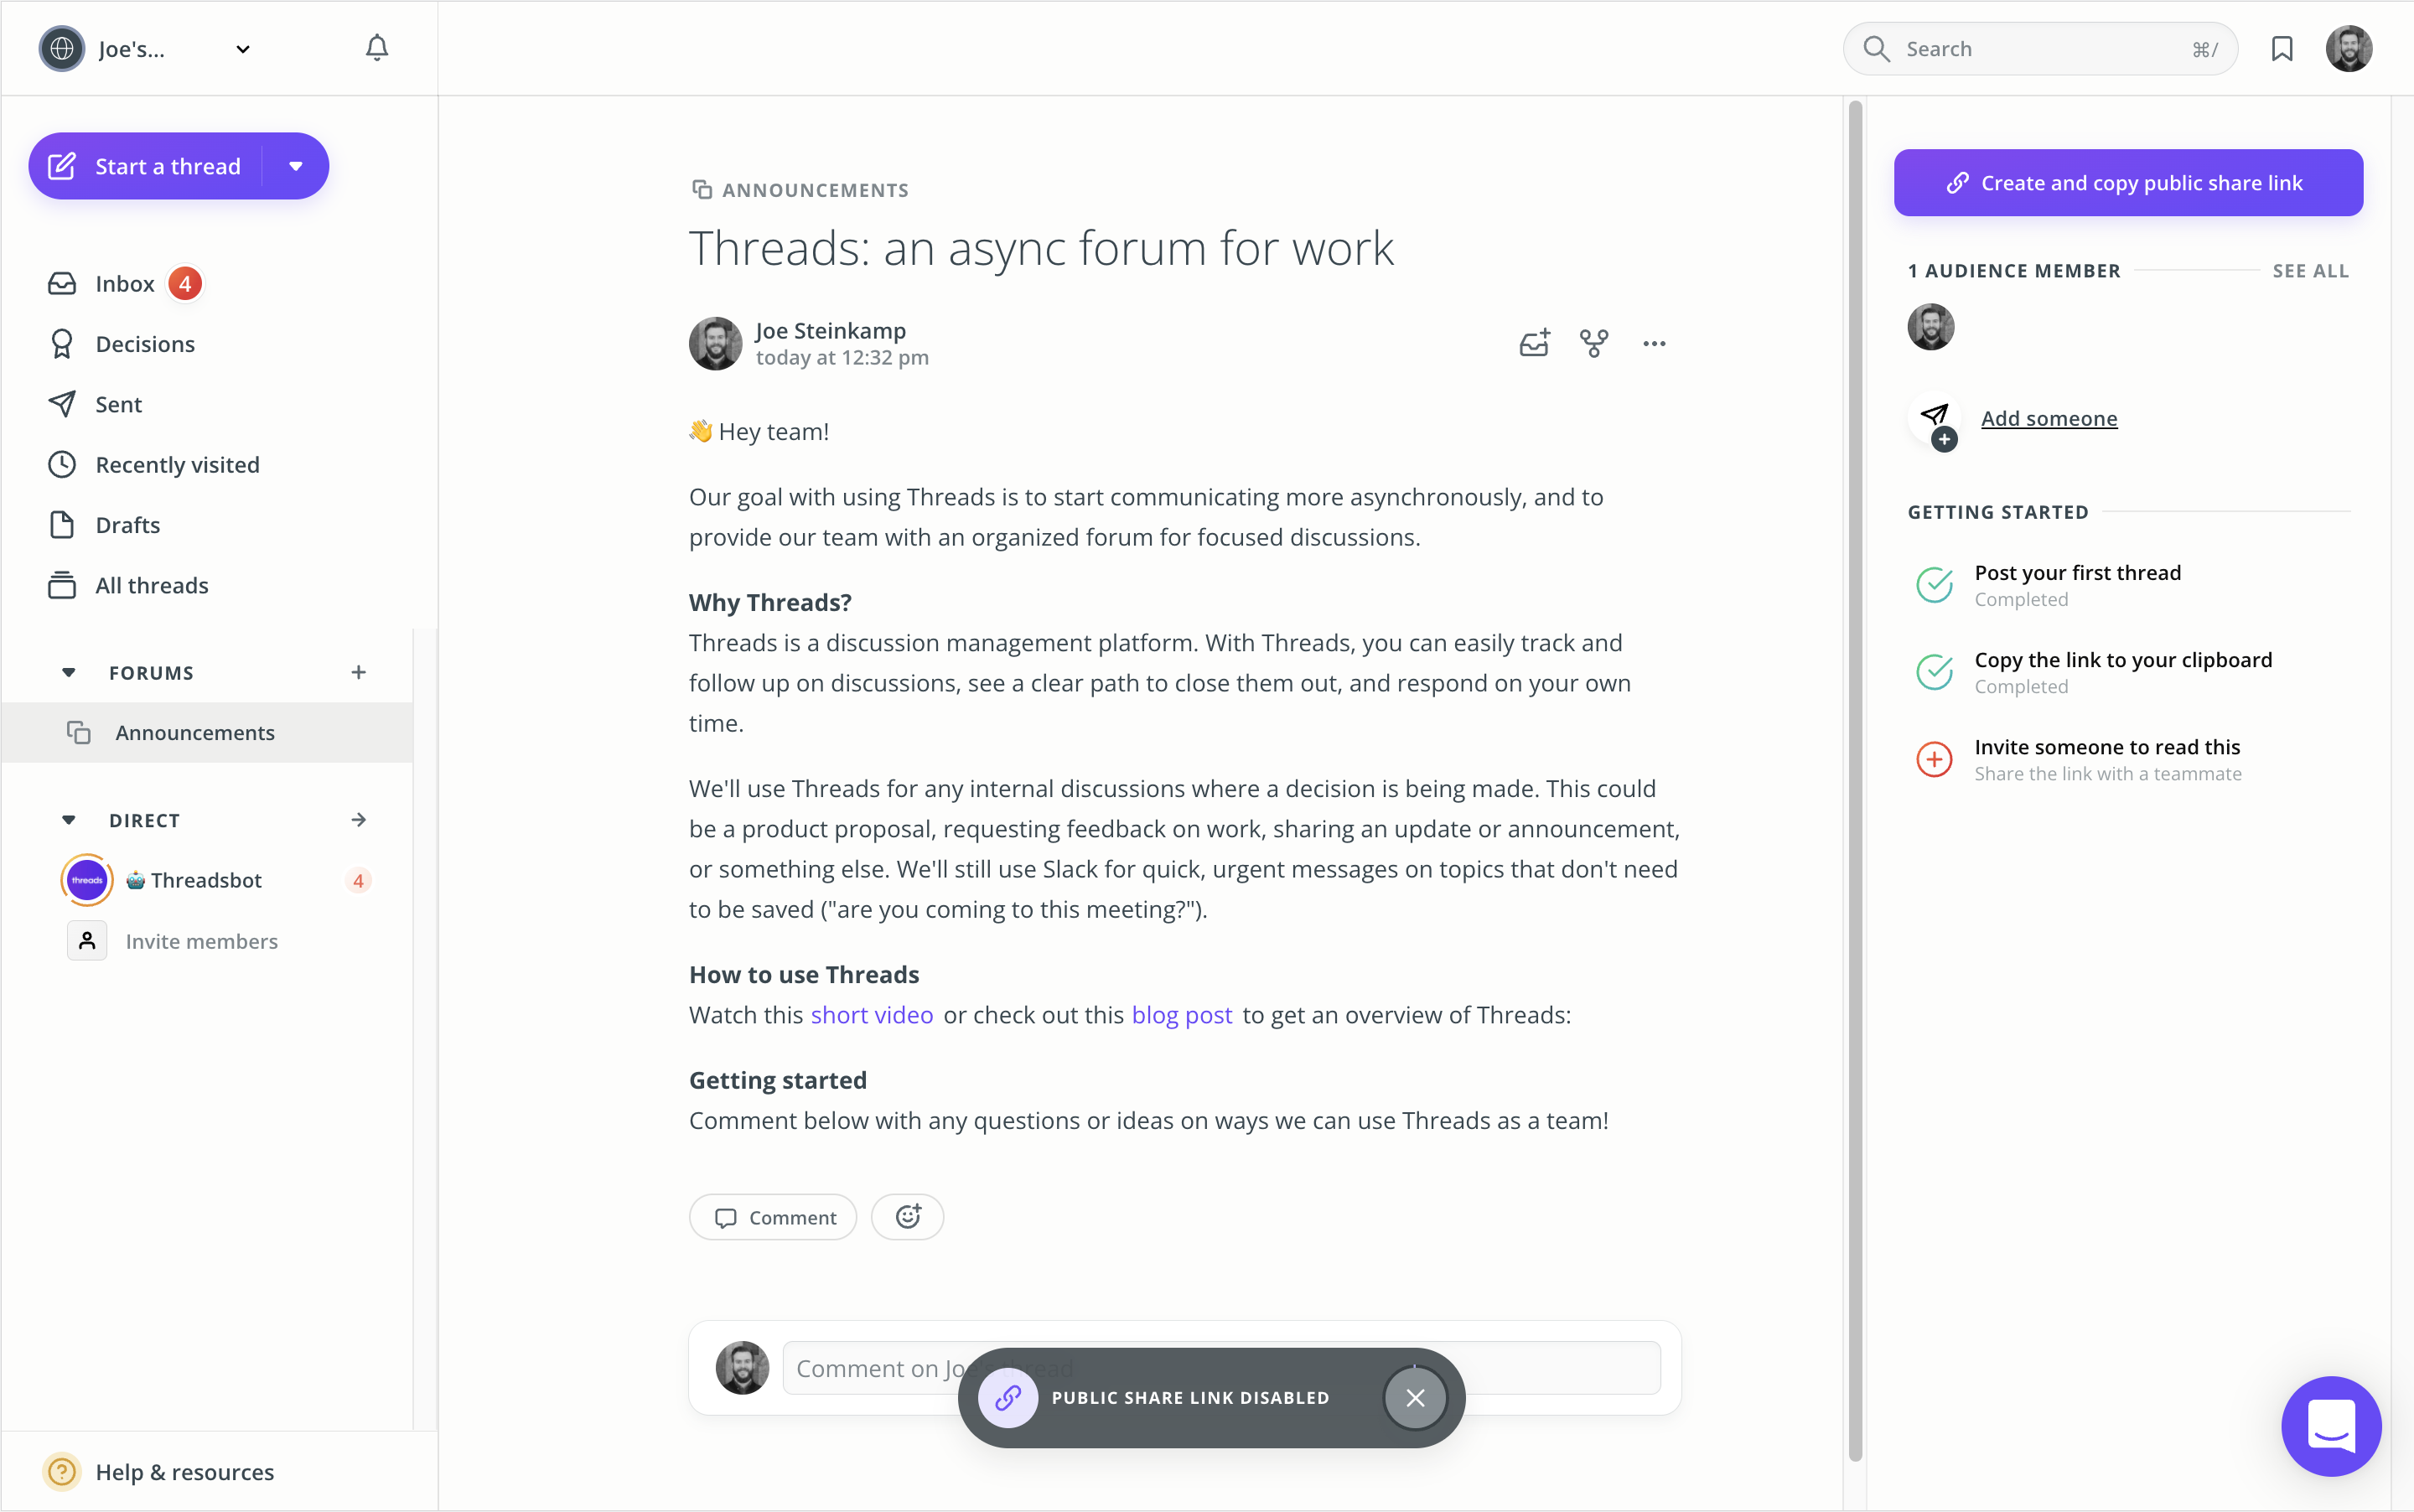 Joe's...
Search
⌘/
Start a thread
Inbox 4
Decisions
Sent
Recently visited
Drafts
All threads
FORUMS
Announcements
DIRECT
threads
Threadsbot 4
Invite members
Help & resources
ANNOUNCEMENTS
Threads: an async forum for work
Joe Steinkamp
today at 12:32 pm
👋 Hey team!
Our goal with using Threads is to start communicating more asynchronously, and to
provide our team with an organized forum for focused discussions.
Why Threads?
Threads is a discussion management platform. With Threads, you can easily track and
follow up on discussions, see a clear path to close them out, and respond on your own
time.
We'll use Threads for any internal discussions where a decision is being made. This could
be a product proposal, requesting feedback on work, sharing an update or announcement,
or something else. We'll still use Slack for quick, urgent messages on topics that don't need
to be saved ("are you coming to this meeting?").
How to use Threads
Watch this short video or check out this blog post to get an overview of Threads:
Getting started
Comment below with any questions or ideas on ways we can use Threads as a team!
Comment
Comment on Joe's thread
PUBLIC SHARE LINK DISABLED
Create and copy public share link
1 AUDIENCE MEMBER
SEE ALL
Add someone
GETTING STARTED
Post your first thread
Completed
Copy the link to your clipboard
Completed
Invite someone to read this
Share the link with a teammate